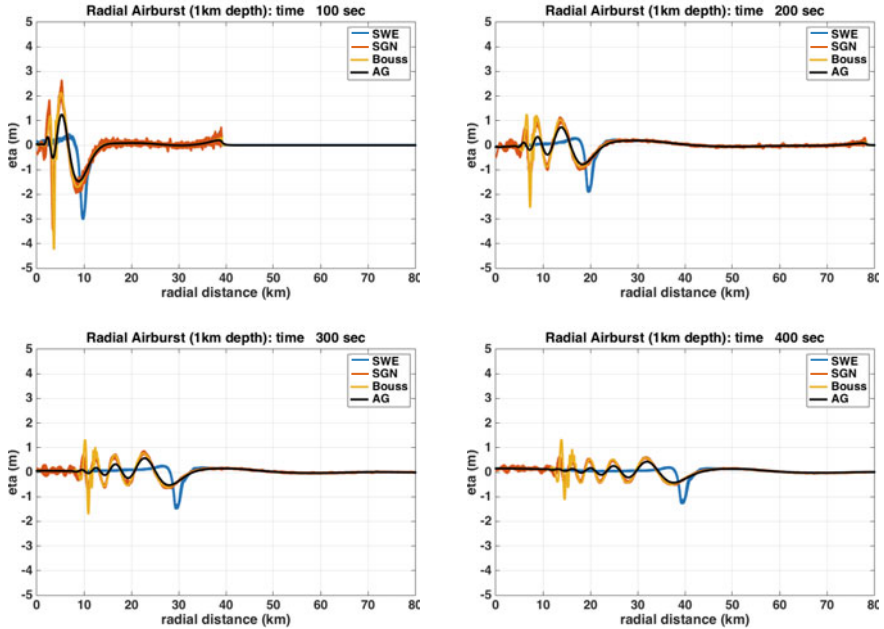 Radial Airburst (1km depth): time 100 sec
5
4
3
2
1
0
-1
-2
-3
-4
-5
eta (m)
SWE
SGN
Bouss
AG
0 10 20 30 40 50 60 70 80
radial distance (km)
Radial Airburst (1km depth): time 200 sec
5
4
3
2
1
0
-1
-2
-3
-4
-5
eta (m)
SWE
SGN
Bouss
AG
0 10 20 30 40 50 60 70 80
radial distance (km)
Radial Airburst (1km depth): time 300 sec
5
4
3
2
1
0
-1
-2
-3
-4
-5
eta (m)
SWE
SGN
Bouss
AG
0 10 20 30 40 50 60 70 80
radial distance (km)
Radial Airburst (1km depth): time 400 sec
5
4
3
2
1
0
-1
-2
-3
-4
-5
eta (m)
SWE
SGN
Bouss
AG
0 10 20 30 40 50 60 70 80
radial distance (km)